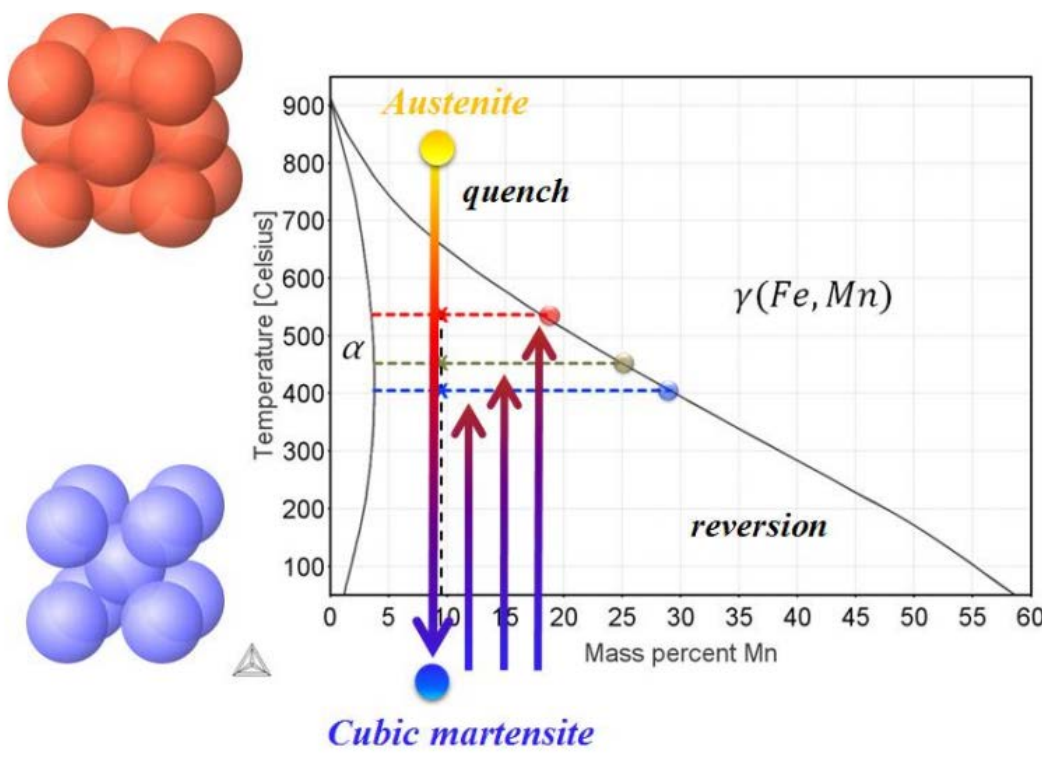 Austenite
quench
γ(Fe, Mn)
α
reversion
Temperature [Celsius]
900
800
700
600
500
400
300
200
100
0 5 10 15 20 25 30 35 40 45 50 55 60
Mass percent Mn
Cubic martensite